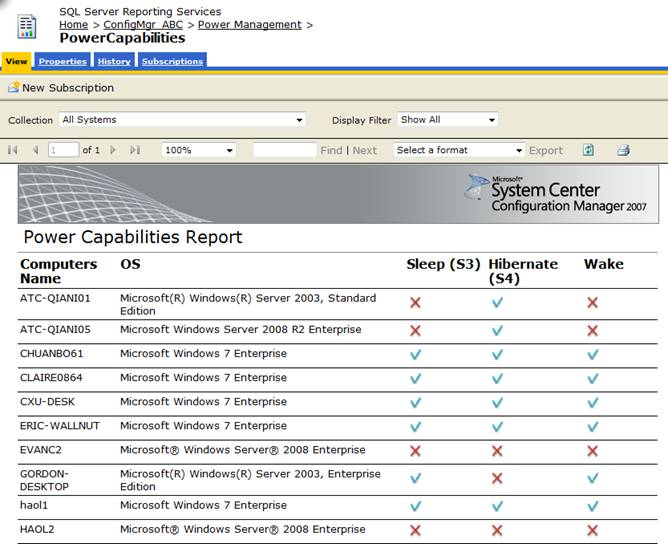 SQL Server Reporting Services
Home > ConfigMgr_ABC > Power Management >
PowerCapabilities
View Properties History Subscriptions
New Subscription
Collection All Systems Display Filter Show All
1 of 1 100% Find | Next Select a format Export
Microsoft®
System Center
Configuration Manager 2007
Power Capabilities Report
Computers Name OS Sleep (S3) Hibernate (S4) Wake
ATC-QIANI01 Microsoft(R) Windows(R) Server 2003, Standard
Edition
ATC-QIANI05 Microsoft Windows Server 2008 R2 Enterprise
CHUANBO61 Microsoft Windows 7 Enterprise
CLAIRE0864 Microsoft Windows 7 Enterprise
CXU-DESK Microsoft Windows 7 Enterprise
ERIC-WALLNUT Microsoft Windows 7 Enterprise
EVANC2 Microsoft® Windows Server® 2008 Enterprise
GORDON-DESKTOP Microsoft(R) Windows(R) Server 2003, Enterprise
Edition
haol1 Microsoft Windows 7 Enterprise
HAOL2 Microsoft® Windows Server® 2008 Enterprise